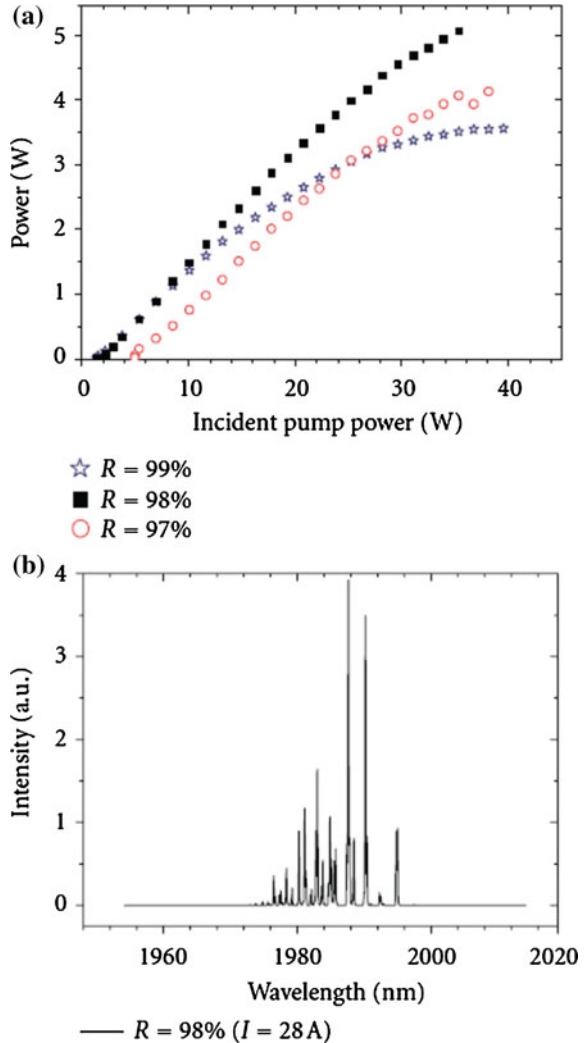 (a)
5
4
3
2
1
0
Power (W)
0 10 20 30 40
Incident pump power (W)
R = 99%
R = 98%
R = 97%
(b)
4
3
2
1
0
Intensity (a.u.)
1960 1980 2000 2020
Wavelength (nm)
R = 98% (I = 28 A)